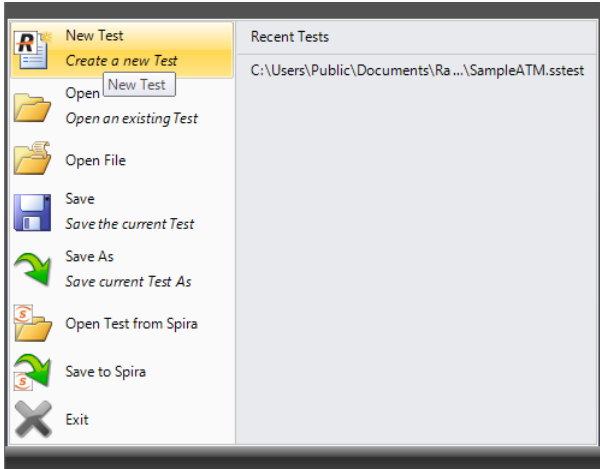 New Test
Create a new Test
Open
New Test
Open an existing Test
Open File
Save
Save the current Test
Save As
Save current Test As
Open Test from Spira
Save to Spira
Exit
Recent Tests
C:\Users\Public\Documents\Ra ...\SampleATM.sstest